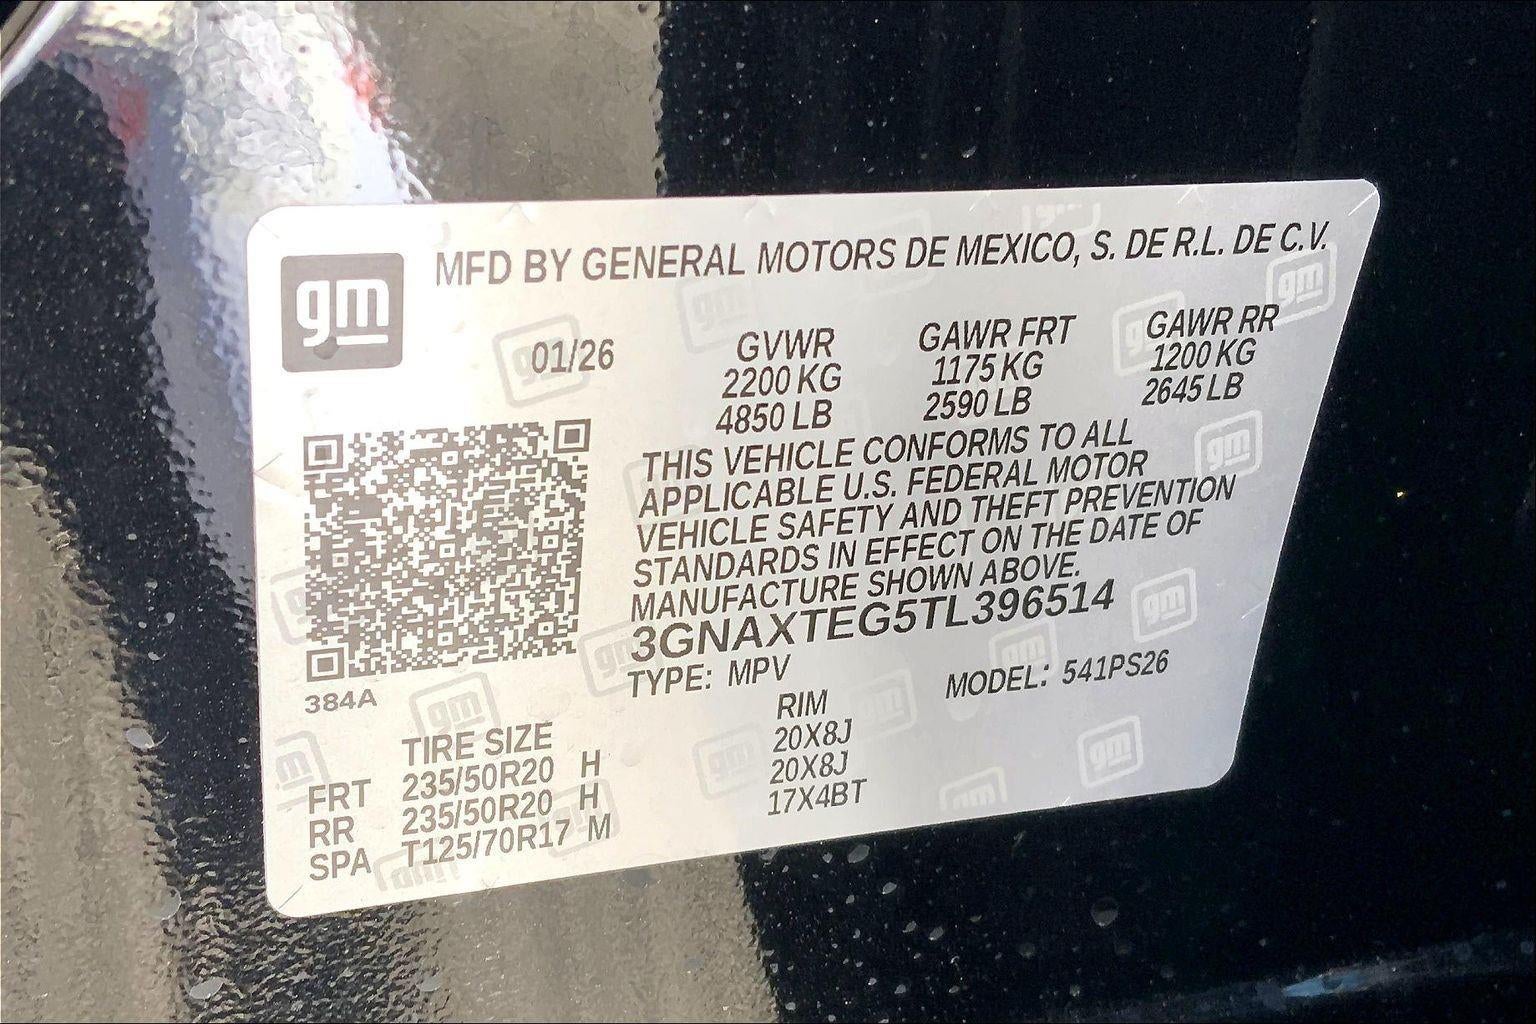 gm
MFD BY GENERAL MOTORS DE MEXICO, S. DE R.L. DE C.V.
01/26 GVWR GAWR FRT GAWR RR
2200 KG 1175 KG 1200 KG
4850 LB 2590 LB 2645 LB
THIS VEHICLE CONFORMS TO ALL
APPLICABLE U.S. FEDERAL MOTOR
VEHICLE SAFETY AND THEFT PREVENTION
STANDARDS IN EFFECT ON THE DATE OF
MANUFACTURE SHOWN ABOVE.
3GNAXTEG5TL396514
TYPE: MPV MODEL: 541PS26
384A
TIRE SIZE RIM
FRT 235/50R20 H 20X8J
RR 235/50R20 H 20X8J
SPA T125/70R17 M 17X4BT